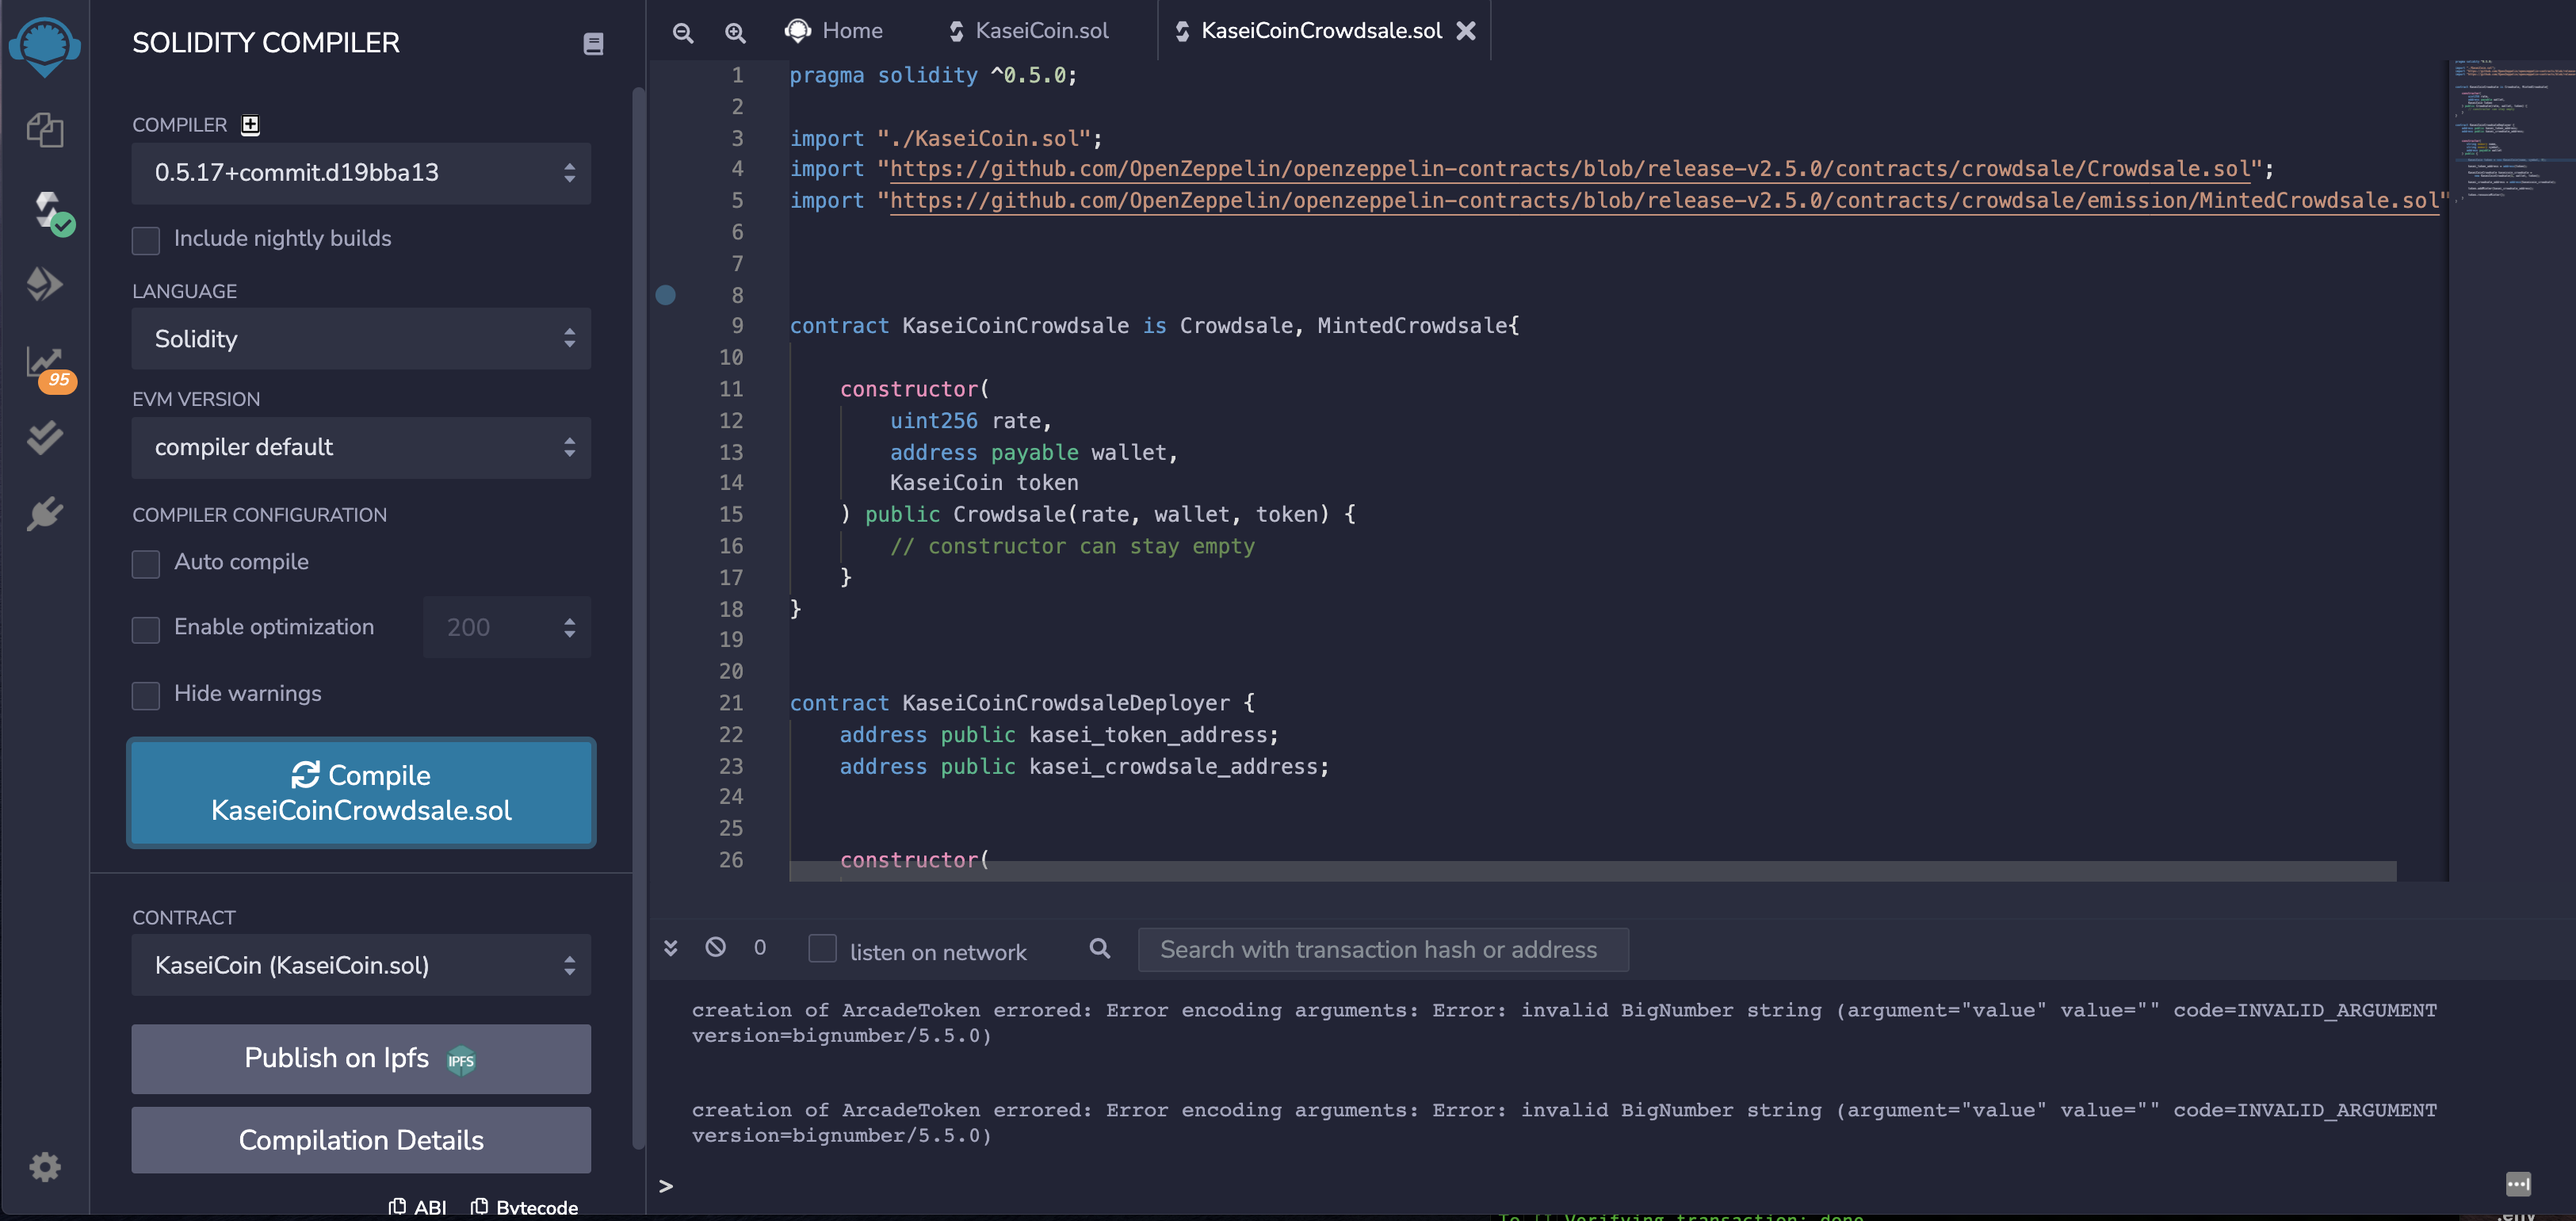 SOLIDITY COMPILER
COMPILER
0.5.17+commit.d19bba13
Include nightly builds
LANGUAGE
Solidity
EVM VERSION
compiler default
COMPILER CONFIGURATION
Auto compile
Enable optimization 200
Hide warnings
Compile
KaseiCoinCrowdsale.sol
CONTRACT
KaseiCoin (KaseiCoin.sol)
Publish on Ipfs IPFS
Compilation Details
ABI Bytecode
95
Home KaseiCoin.sol KaseiCoinCrowdsale.sol
1 pragma solidity ^0.5.0;
2
3 import "./KaseiCoin.sol";
4 import "https://github.com/OpenZeppelin/openzeppelin-contracts/blob/release-v2.5.0/contracts/crowdsale/Crowdsale.sol";
5 import "https://github.com/OpenZeppelin/openzeppelin-contracts/blob/release-v2.5.0/contracts/crowdsale/emission/MintedCrowdsale.sol"
6
7
8
9 contract KaseiCoinCrowdsale is Crowdsale, MintedCrowdsale{
10
11 constructor(
12 uint256 rate,
13 address payable wallet,
14 KaseiCoin token
15 ) public Crowdsale(rate, wallet, token) {
16 // constructor can stay empty
17 }
18 }
19
20
21 contract KaseiCoinCrowdsaleDeployer {
22 address public kasei_token_address;
23 address public kasei_crowdsale_address;
24
25
26 constructor(
0 listen on network Search with transaction hash or address
creation of ArcadeToken errored: Error encoding arguments: Error: invalid BigNumber string (argument="value" value="" code=INVALID_ARGUMENT
version=bignumber/5.5.0)
creation of ArcadeToken errored: Error encoding arguments: Error: invalid BigNumber string (argument="value" value="" code=INVALID_ARGUMENT
version=bignumber/5.5.0)
>
Verifying transaction: done